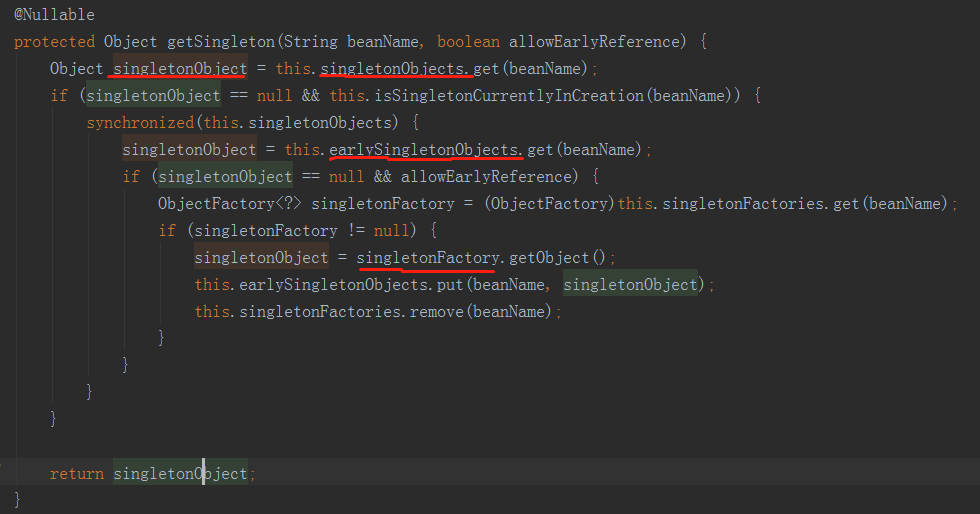 @Nullable
protected Object getSingleton(String beanName, boolean allowEarlyReference) {
Object singletonObject = this.singletonObjects.get(beanName);
if (singletonObject == null && this.isSingletonCurrentlyInCreation(beanName)) {
synchronized(this.singletonObjects) {
singletonObject = this.earlySingletonObjects.get(beanName);
if (singletonObject == null && allowEarlyReference) {
ObjectFactory<?> singletonFactory = (ObjectFactory)this.singletonFactories.get(beanName);
if (singletonFactory != null) {
singletonObject = singletonFactory.getObject();
this.earlySingletonObjects.put(beanName, singletonObject);
this.singletonFactories.remove(beanName);
}
}
}
}
return singletonObject;
}